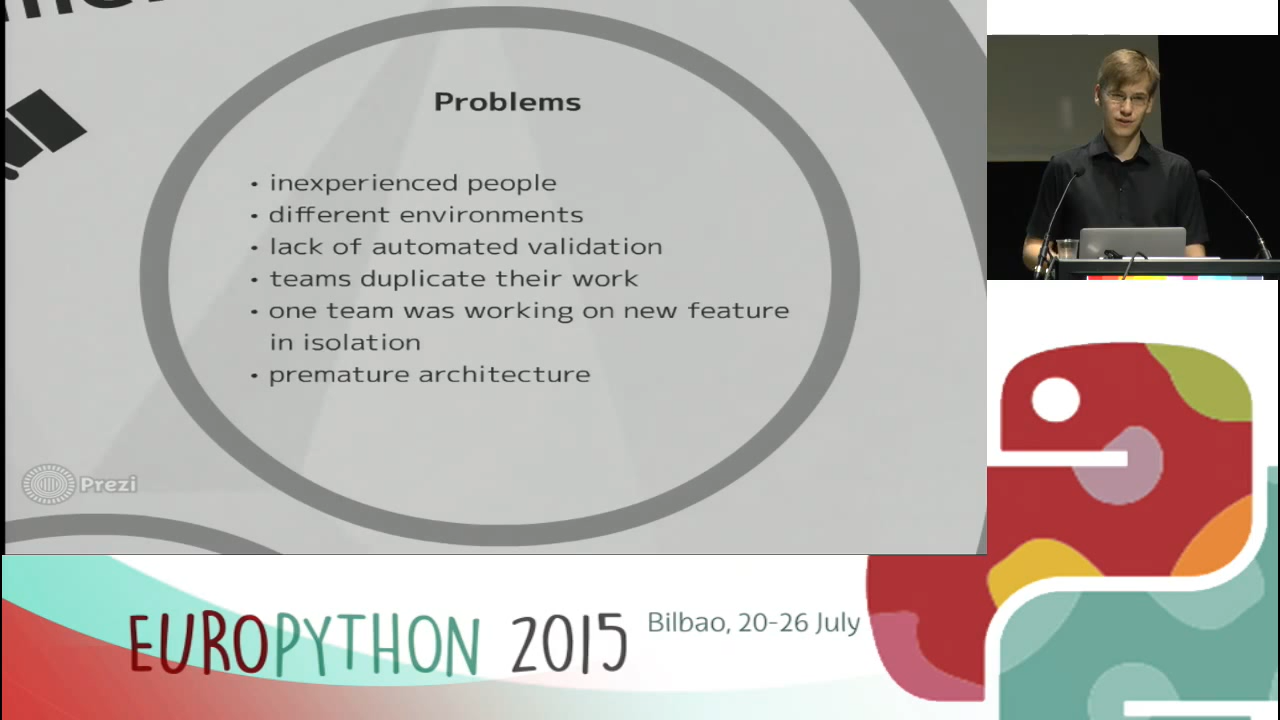 Problems
• inexperienced people
• different environments
• lack of automated validation
• teams duplicate their work
• one team was working on new feature
in isolation
• premature architecture
Prezi
EUROPYTHON 2015
Bilbao, 20-26 July